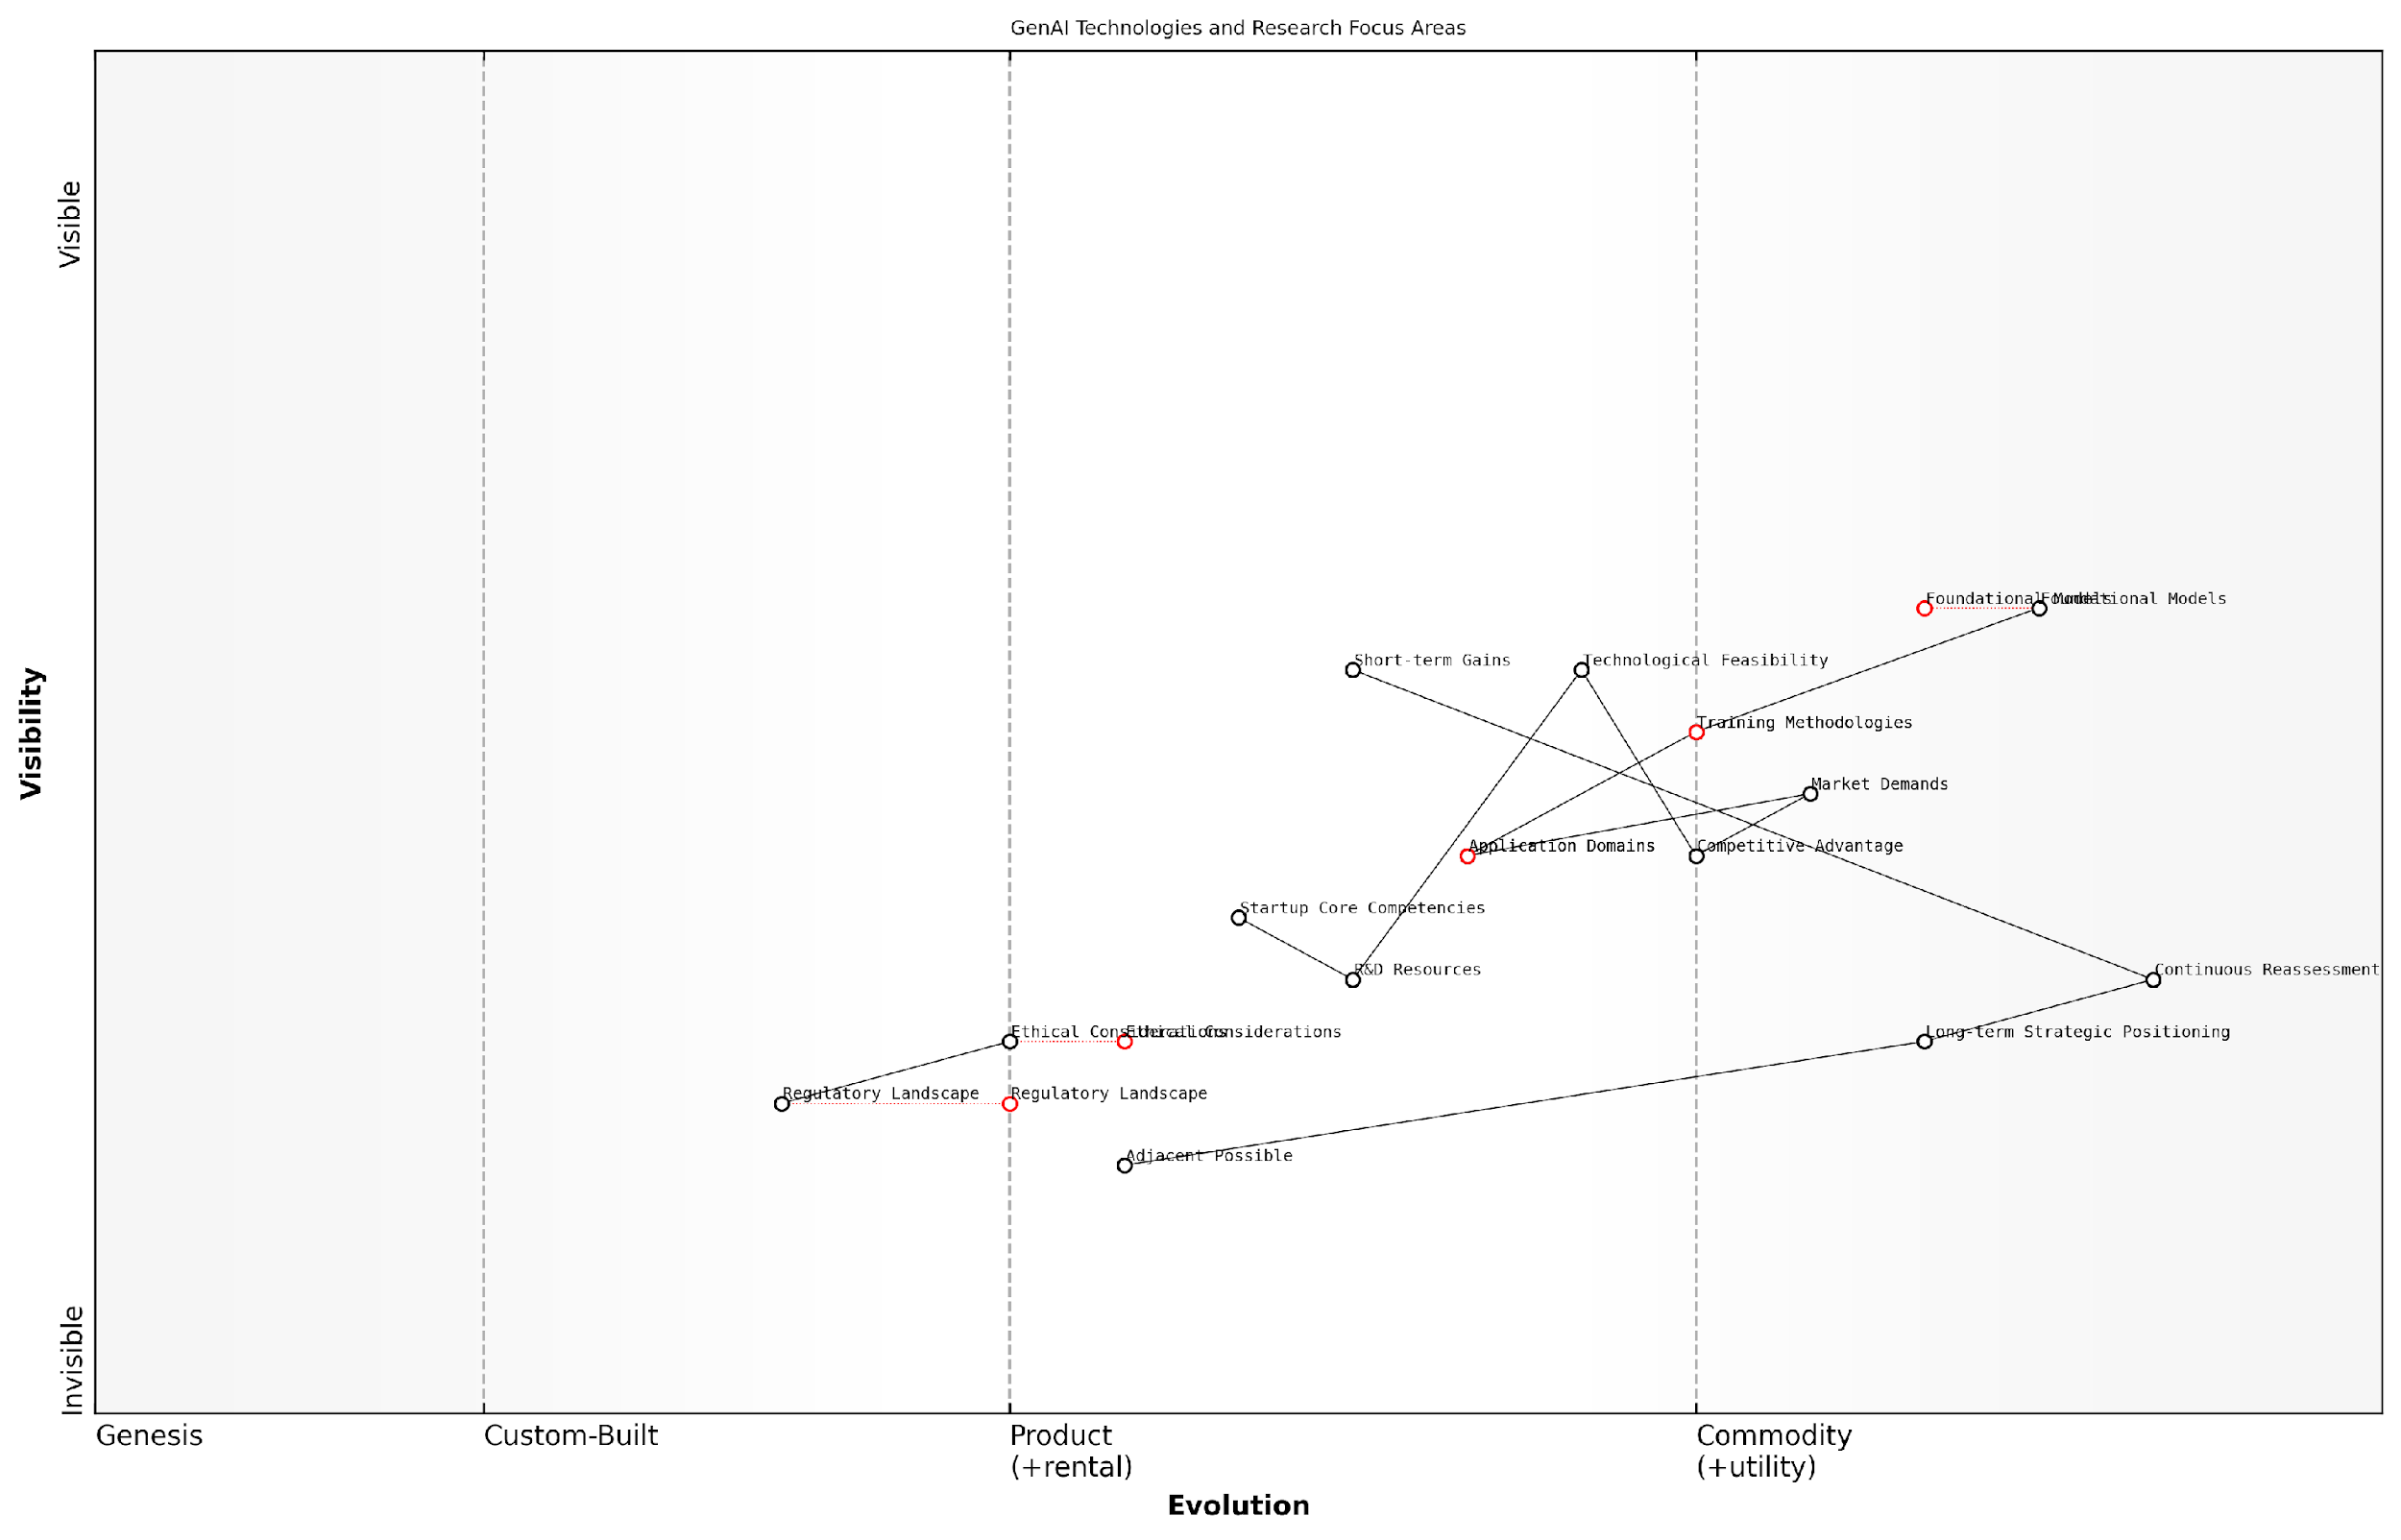 GenAI Technologies and Research Focus Areas
Visible
Visibility
Invisible
Foundational Models
Foundational Models
Short-term Gains
Technological Feasibility
Training Methodologies
Market Demands
Application Domains
Competitive Advantage
Startup Core Competencies
R&D Resources
Continuous Reassessment
Ethical Considerations
Ethical Considerations
Long-term Strategic Positioning
Regulatory Landscape
Regulatory Landscape
Adjacent Possible
Genesis
Custom-Built
Product
(+rental)
Commodity
(+utility)
Evolution